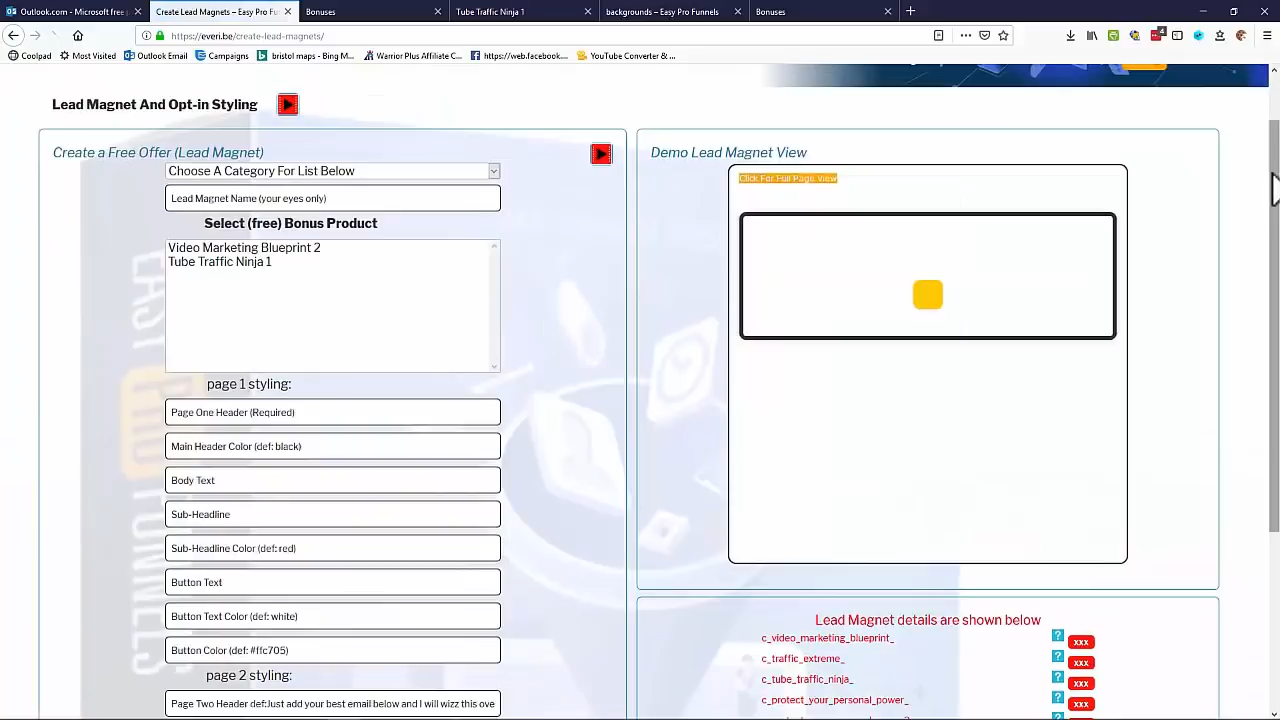 Outlook.com - Microsoft free p
Create Lead Magnets – Easy Pro Fu
Bonuses
Tube Traffic Ninja 1
backgrounds – Easy Pro Funnels
Bonuses
https://everi.be/create-lead-magnets/
Coolpad
Most Visited
Outlook Email
Campaigns
bristol maps - Bing M...
Warrior Plus Affiliate C...
https://web.facebook....
YouTube Converter & ...
Lead Magnet And Opt-in Styling
Create a Free Offer (Lead Magnet)
Choose A Category For List Below
Lead Magnet Name (your eyes only)
Select (free) Bonus Product
Video Marketing Blueprint 2
Tube Traffic Ninja 1
page 1 styling:
Page One Header (Required)
Main Header Color (def: black)
Body Text
Sub-Headline
Sub-Headline Color (def: red)
Button Text
Button Text Color (def: white)
Button Color (def: #ffc705)
page 2 styling:
Page Two Header def:Just add your best email below and I will wizz this ove
Demo Lead Magnet View
Click For Full Page View
Lead Magnet details are shown below
c_video_marketing_blueprint_
? xxx
c_traffic_extreme_
? xxx
c_tube_traffic_ninja_
? xxx
c_protect_your_personal_power_
? xxx
EASY
PRO
FUNNELS